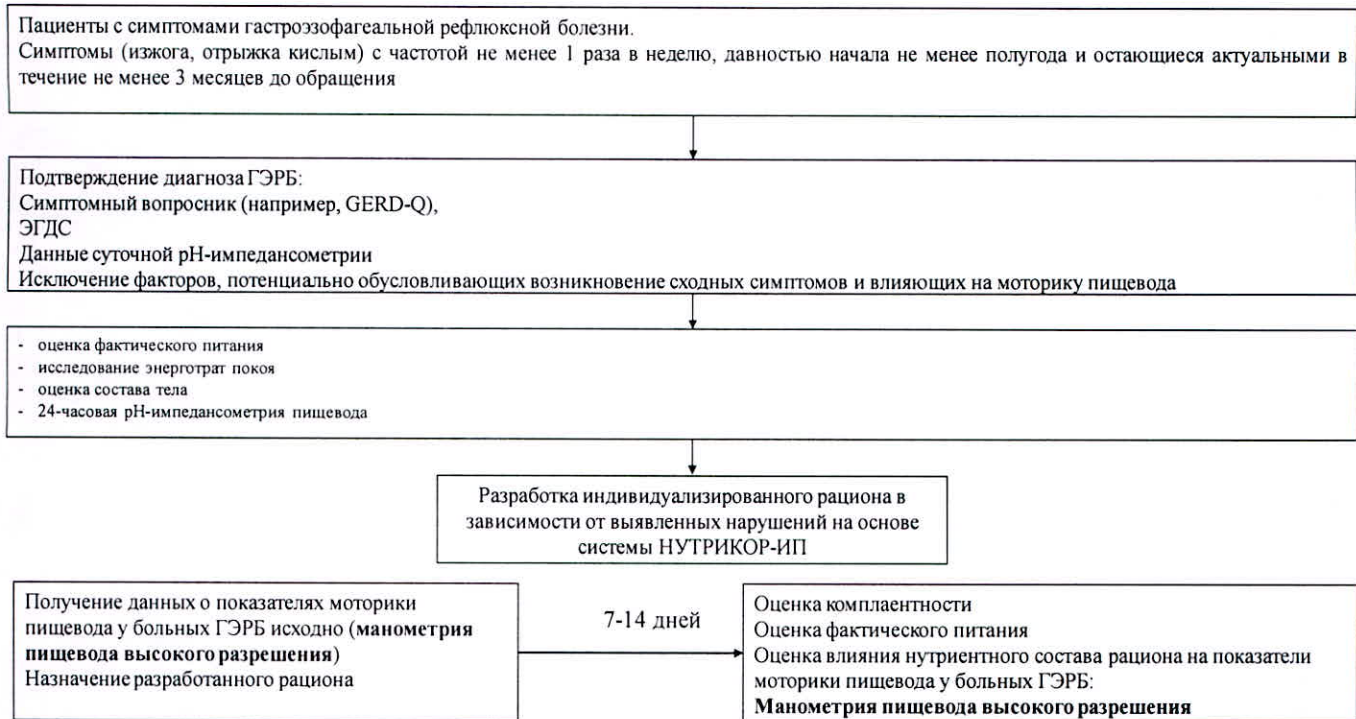 Пациенты с симптомами гастроэзофагеальной рефлюксной болезни.
Симптомы (изжога, отрыжка кислым) с частотой не менее 1 раза в неделю, давностью начала не менее полугода и остающиеся актуальными в
течение не менее 3 месяцев до обращения
Подтверждение диагноза ГЭРБ:
Симптомный вопросник (например, GERD-Q),
ЭГДС
Данные суточной рН-импедансометрии
Исключение факторов, потенциально обусловливающих возникновение сходных симптомов и влияющих на моторику пищевода
- оценка фактического питания
- исследование энерготрат покоя
- оценка состава тела
- 24-часовая рН-импедансометрия пищевода
Разработка индивидуализированного рациона в
зависимости от выявленных нарушений на основе
системы НУТРИКОР-ИП
Получение данных о показателях моторики
пищевода у больных ГЭРБ исходно (манометрия
пищевода высокого разрешения)
Назначение разработанного рациона
7-14 дней
Оценка комплаентности
Оценка фактического питания
Оценка влияния нутриентного состава рациона на показатели
моторики пищевода у больных ГЭРБ:
Манометрия пищевода высокого разрешения